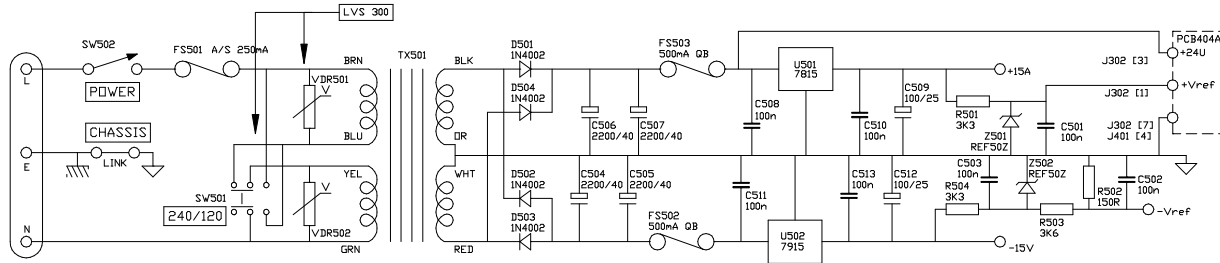 LVS 300
SW502
FS501 A/S 250mA
L
POWER
CHASSIS
E
LINK
SW501
240/120
N
VDR501
V
VDR502
V
BRN
BLU
YEL
GRN
TX501
BLK
OR
WHT
RED
D501
1N4002
D504
1N4002
D502
1N4002
D503
1N4002
C506
2200/40
C507
2200/40
C504
2200/40
C505
2200/40
FS503
500mA QB
FS502
500mA QB
C508
100n
C511
100n
U501
7815
U502
7915
C510
100n
C509
100/25
C513
100n
C512
100/25
+15A
-15V
R501
3K3
Z501
REF50Z
C501
100n
C503
100n
R504
3K3
Z502
REF50Z
R503
3K6
R502
150R
C502
100n
-Vref
PCB404A
+24U
J302 [3]
+Vref
J302 [1]
J302 [7]
J401 [4]